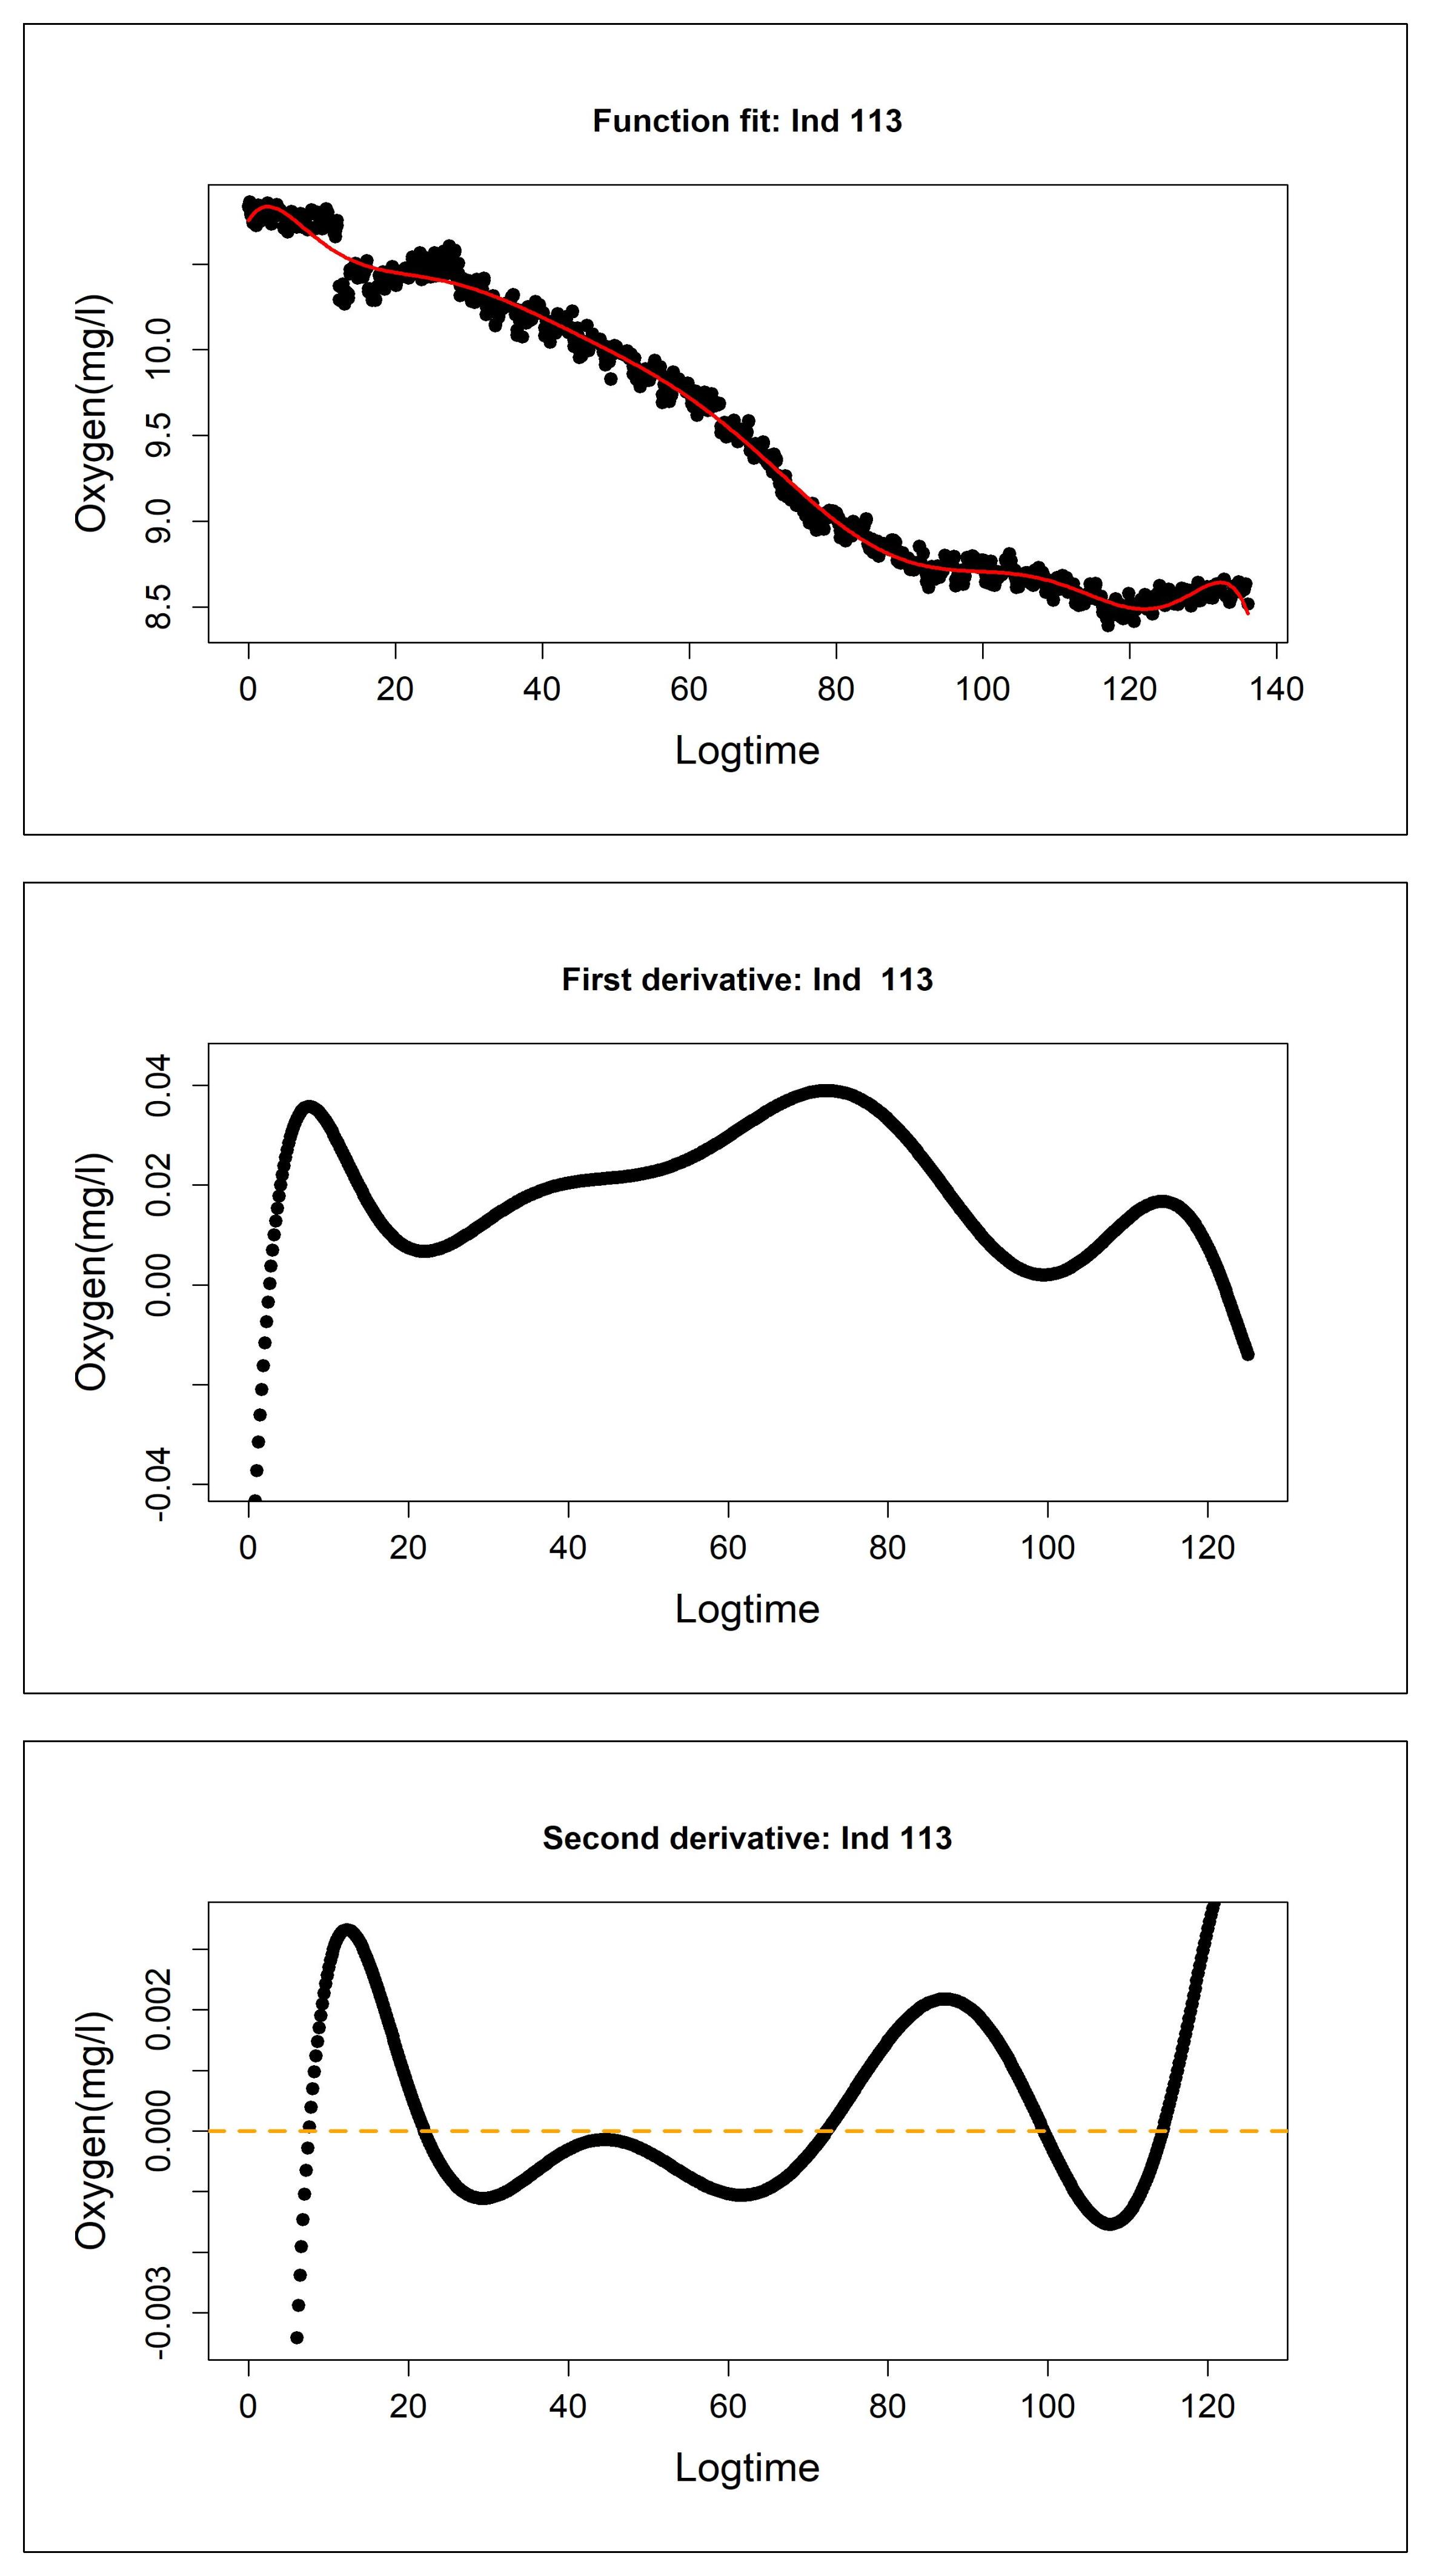 Function fit: Ind 113
Oxygen(mg/l)
10.0
9.5
9.0
8.5
0 20 40 60 80 100 120 140
Logtime
First derivative: Ind  113
Oxygen(mg/l)
0.04
0.02
0.00
-0.04
0 20 40 60 80 100 120
Logtime
Second derivative: Ind 113
Oxygen(mg/l)
0.002
0.000
-0.003
0 20 40 60 80 100 120
Logtime